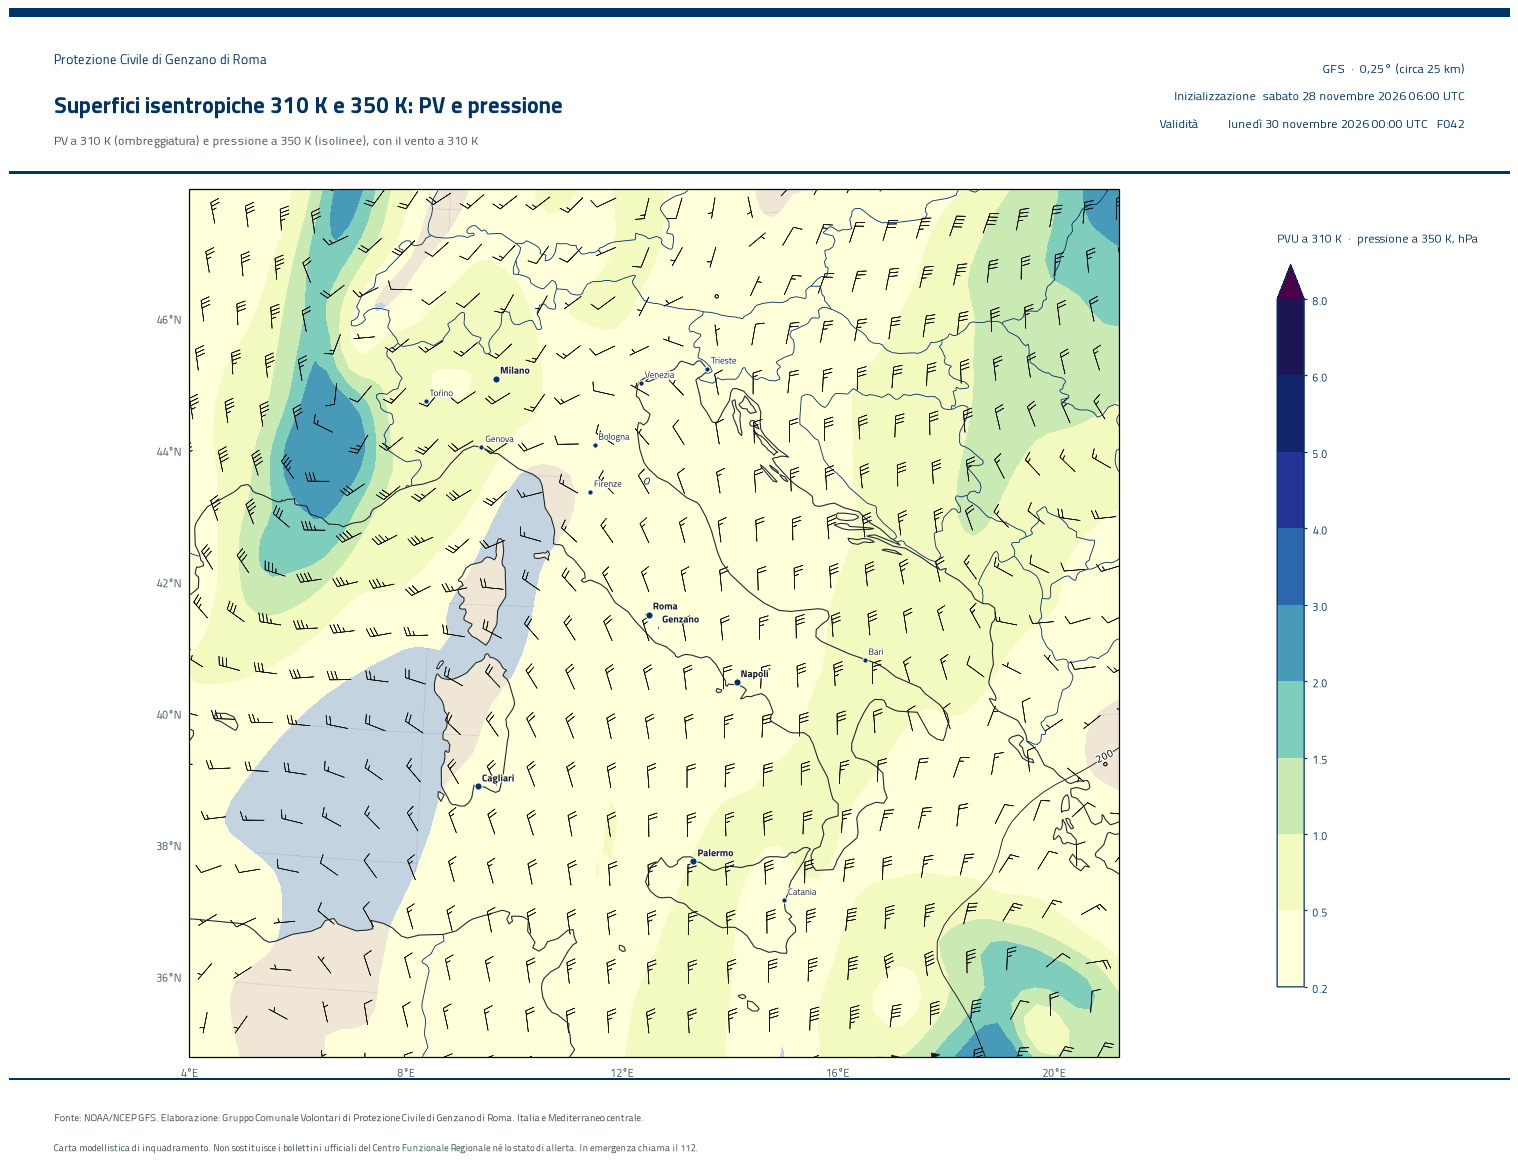 Protezione Civile di Genzano di Roma
Superfici isentropiche 310 K e 350 K: PV e pressione
PV a 310 K (ombreggiatura) e pressione a 350 K (isolinee), con il vento a 310 K
GFS · 0,25° (circa 25 km)
Inizializzazione sabato 28 novembre 2026 06:00 UTC
Validità lunedì 30 novembre 2026 00:00 UTC F042
PVU a 310 K · pressione a 350 K, hPa
8.0
6.0
5.0
4.0
3.0
2.0
1.5
1.0
0.5
0.2
46°N
44°N
42°N
40°N
38°N
36°N
4°E
8°E
12°E
16°E
20°E
Milano
Torino
Venezia
Trieste
Genova
Bologna
Firenze
Roma
Genzano
Bari
Napoli
Cagliari
Palermo
Catania
200
Fonte: NOAA/NCEP GFS. Elaborazione: Gruppo Comunale Volontari di Protezione Civile di Genzano di Roma. Italia e Mediterraneo centrale.
Carta modellistica di inquadramento. Non sostituisce i bollettini ufficiali del Centro Funzionale Regionale né lo stato di allerta. In emergenza chiama il 112.